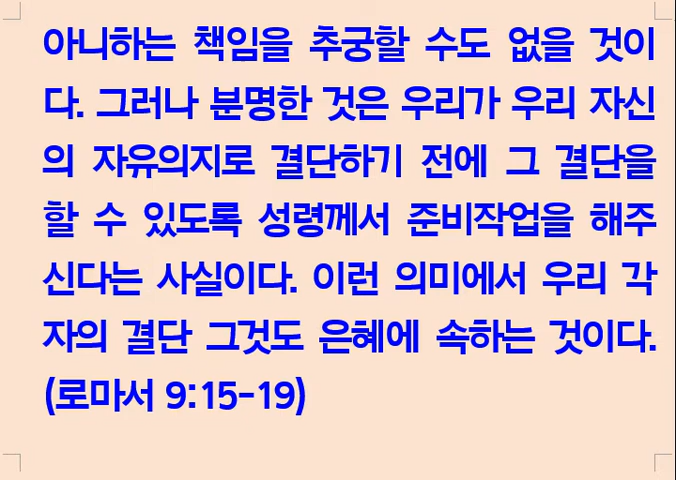 아니하는 책임을 추궁할 수도 없을 것이
다. 그러나 분명한 것은 우리가 우리 자신
의 자유의지로 결단하기 전에 그 결단을
할 수 있도록 성령께서 준비작업을 해주
신다는 사실이다. 이런 의미에서 우리 각
자의 결단 그것도 은혜에 속하는 것이다.
(로마서 9:15-19)